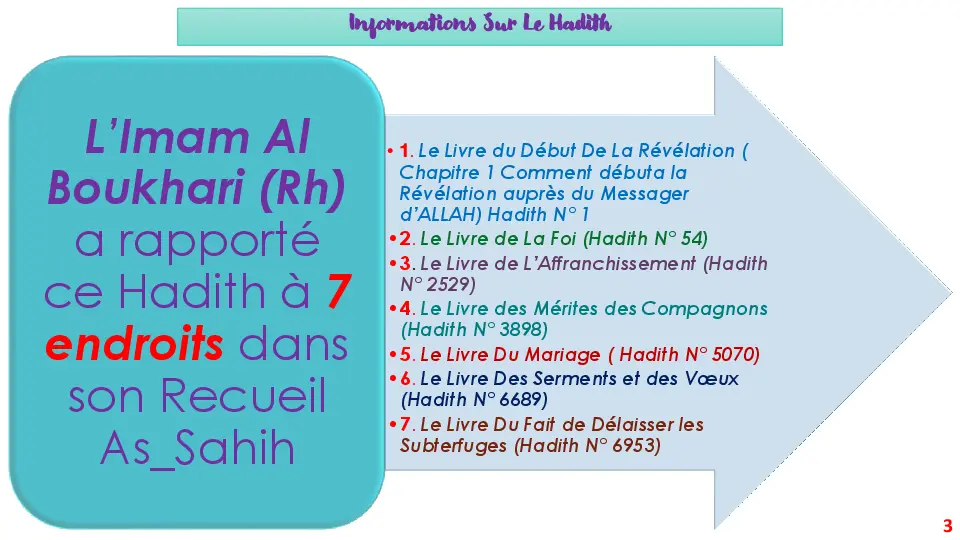 Informations Sur Le Hadith
L'Imam Al
Boukhari (Rh)
a rapporté
ce Hadith à 7
endroits dans
son Recueil
As_Sahih
• 1. Le Livre du Début De La Révélation (
Chapitre 1 Comment débuta la
Révélation auprès du Messager
d'ALLAH) Hadith N° 1
•2. Le Livre de La Foi (Hadith N° 54)
•3. Le Livre de L'Affranchissement (Hadith
N° 2529)
•4. Le Livre des Mérites des Compagnons
(Hadith N° 3898)
•5. Le Livre Du Mariage ( Hadith N° 5070)
•6. Le Livre Des Serments et des Vœux
(Hadith N° 6689)
•7. Le Livre Du Fait de Délaisser les
Subterfuges (Hadith N° 6953)
3